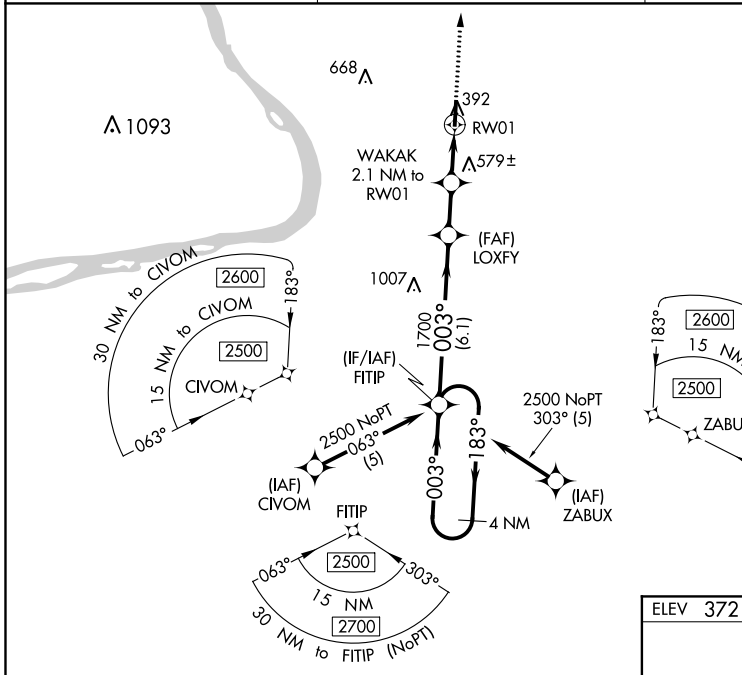 668
392
1093
RW01
WAKAK
2.1 NM to
RW01
579±
(FAF)
LOXFY
30 NM to CIVOM
2600
183°
15 NM to CIVOM
2500
CIVOM
063°
1007
1700
003°
(6.1)
(IF/IAF)
FITIP
183°
2600
15 NM
2500
2500 NoPT
063°
(5)
2500 NoPT
303° (5)
003°
183°
(IAF)
CIVOM
(IAF)
ZABUX
4 NM
FITIP
063°
2500
303°
15 NM
2700
30 NM to FITIP (NoPT)
ELEV 372